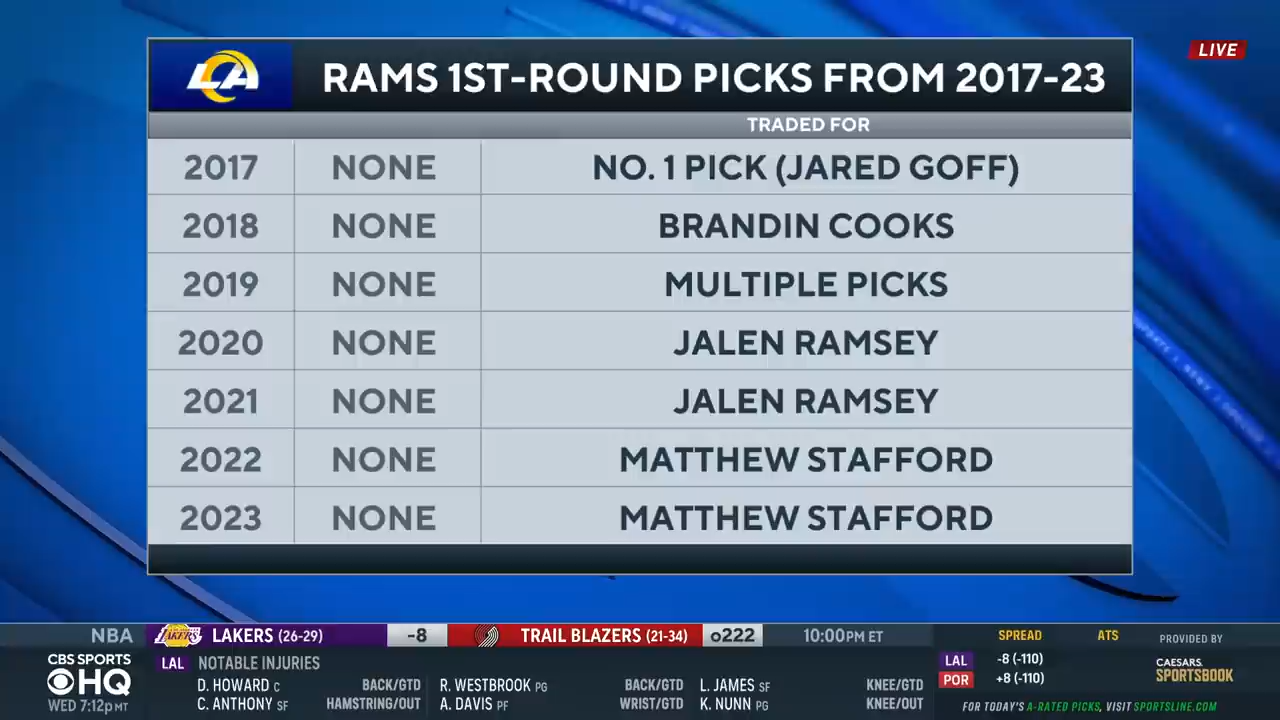 LA
RAMS 1ST-ROUND PICKS FROM 2017-23
LIVE
TRADED FOR
2017 NONE NO. 1 PICK (JARED GOFF)
2018 NONE BRANDIN COOKS
2019 NONE MULTIPLE PICKS
2020 NONE JALEN RAMSEY
2021 NONE JALEN RAMSEY
2022 NONE MATTHEW STAFFORD
2023 NONE MATTHEW STAFFORD
NBA LAKERS LAKERS (26-29) -8 TRAIL BLAZERS (21-34) o222 10:00PM ET
SPREAD ATS PROVIDED BY
CBS SPORTS
HQ
WED 7:12p MT
LAL NOTABLE INJURIES
D. HOWARD C BACK/GTD R. WESTBROOK PG BACK/GTD L. JAMES SF KNEE/GTD
C. ANTHONY SF HAMSTRING/OUT A. DAVIS PF WRIST/GTD K. NUNN PG KNEE/OUT
LAL -8 (-110)
POR +8 (-110)
CAESARS
SPORTSBOOK
FOR TODAY'S A-RATED PICKS, VISIT SPORTSLINE.COM